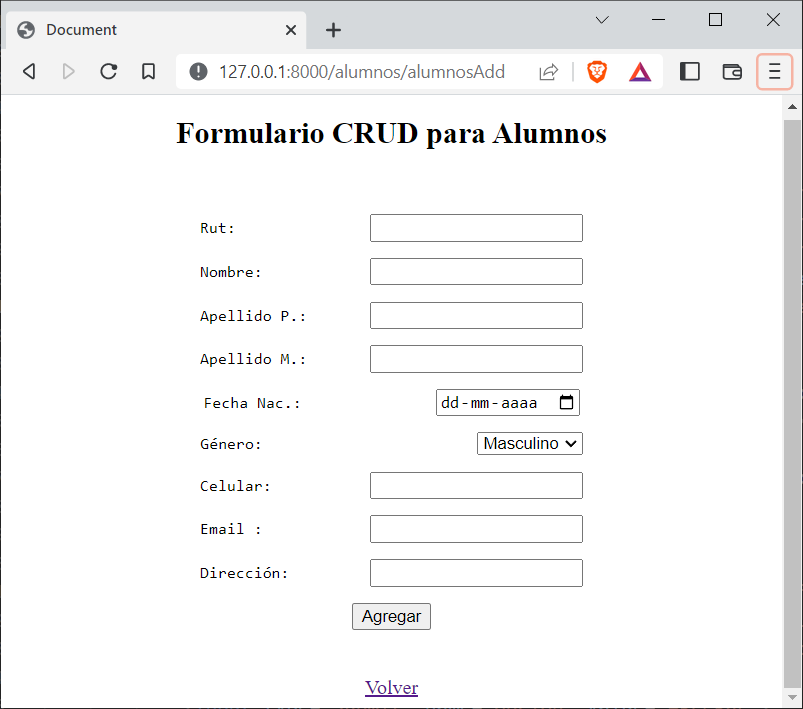 Document
127.0.0.1:8000/alumnos/alumnosAdd
Formulario CRUD para Alumnos
Rut:
Nombre:
Apellido P.:
Apellido M.:
Fecha Nac.: dd-mm-aaaa
Género: Masculino
Celular:
Email :
Dirección:
Agregar
Volver